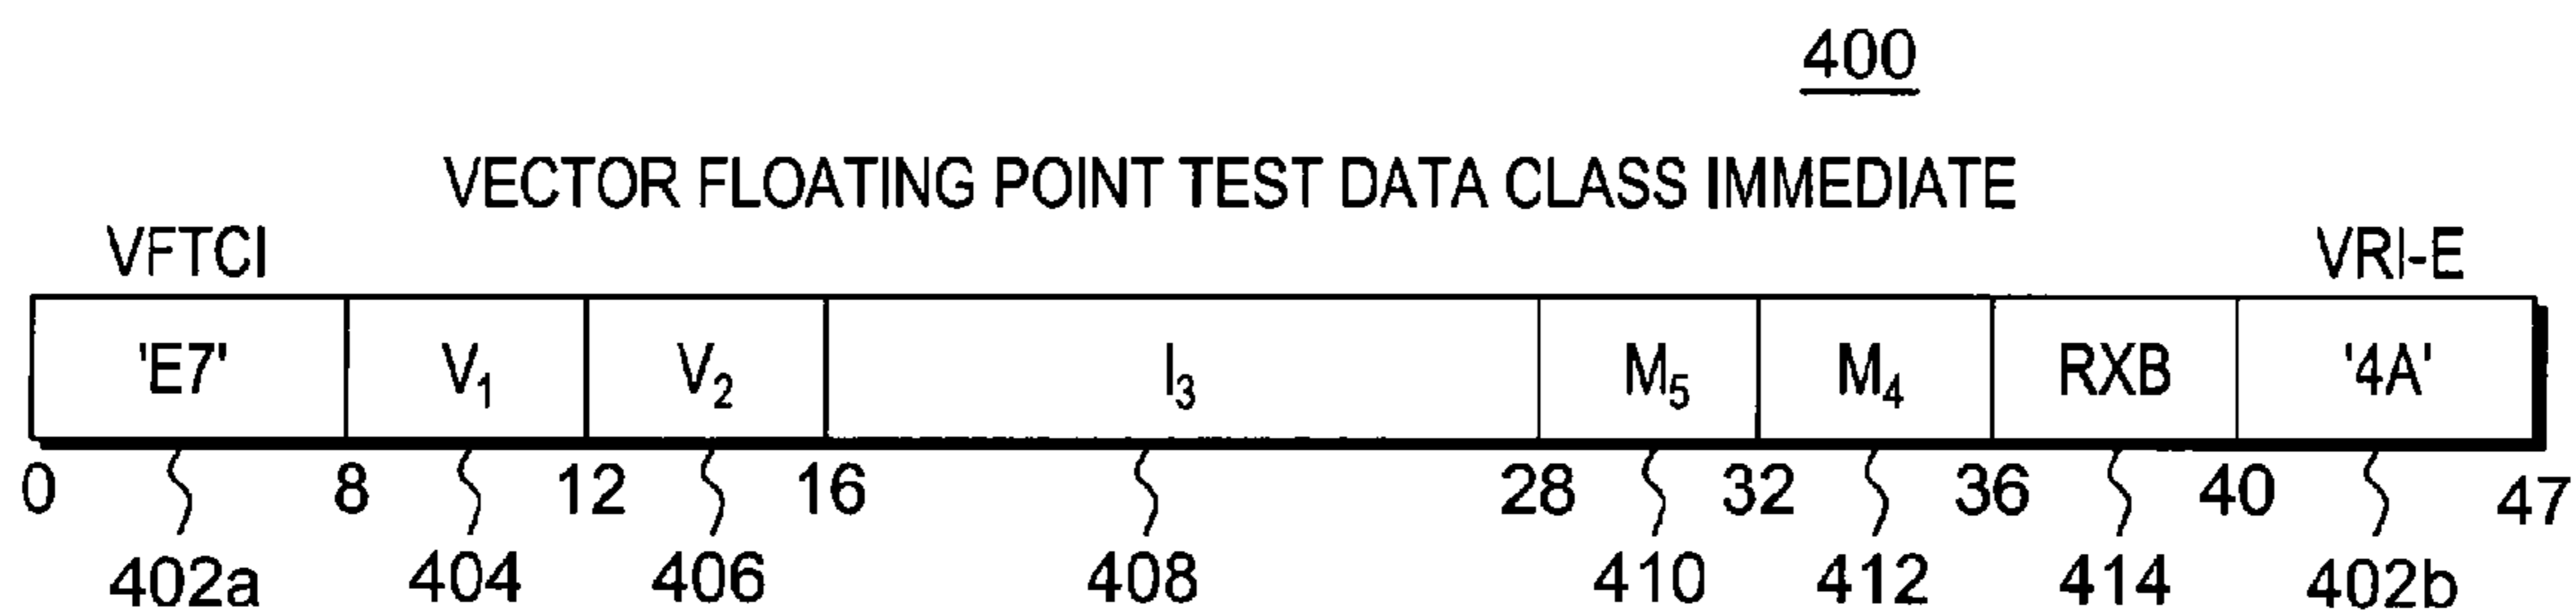 400
VECTOR FLOATING POINT TEST DATA CLASS IMMEDIATE
VFTCI VRI-E
'E7' V₁ V₂ I₃ M₅ M₄ RXB '4A'
0 8 12 16 28 32 36 40 47
402a 404 406 408 410 412 414 402b